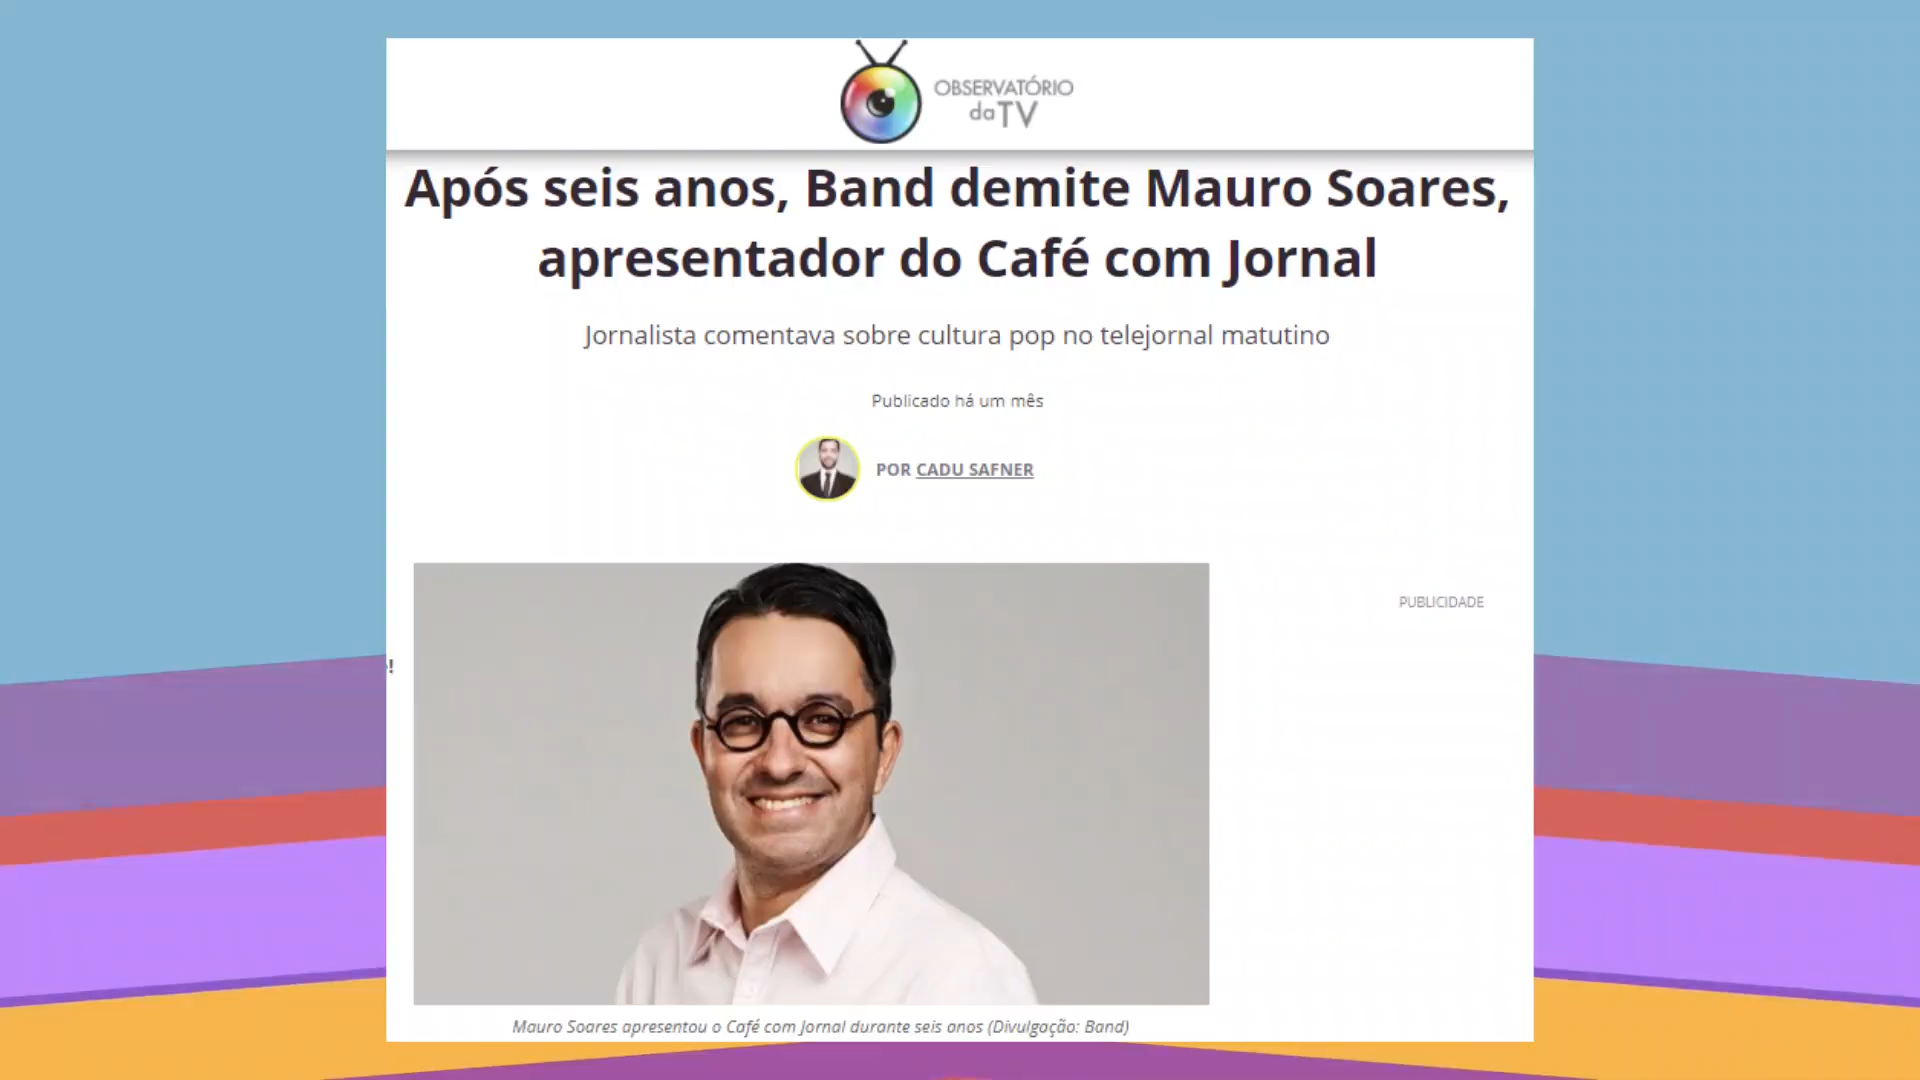 OBSERVATÓRIO
da TV
Após seis anos, Band demite Mauro Soares,
apresentador do Café com Jornal
Jornalista comentava sobre cultura pop no telejornal matutino
Publicado há um mês
POR CADU SAFNER
PUBLICIDADE
!
Mauro Soares apresentou o Café com Jornal durante seis anos (Divulgação: Band)